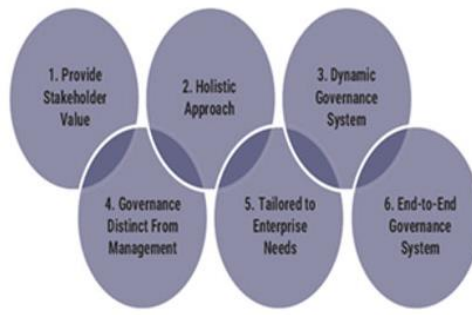 1. Provide
Stakeholder
Value
2. Holistic
Approach
3. Dynamic
Governance
System
4. Governance
Distinct From
Management
5. Tailored to
Enterprise
Needs
6. End-to-End
Governance
System